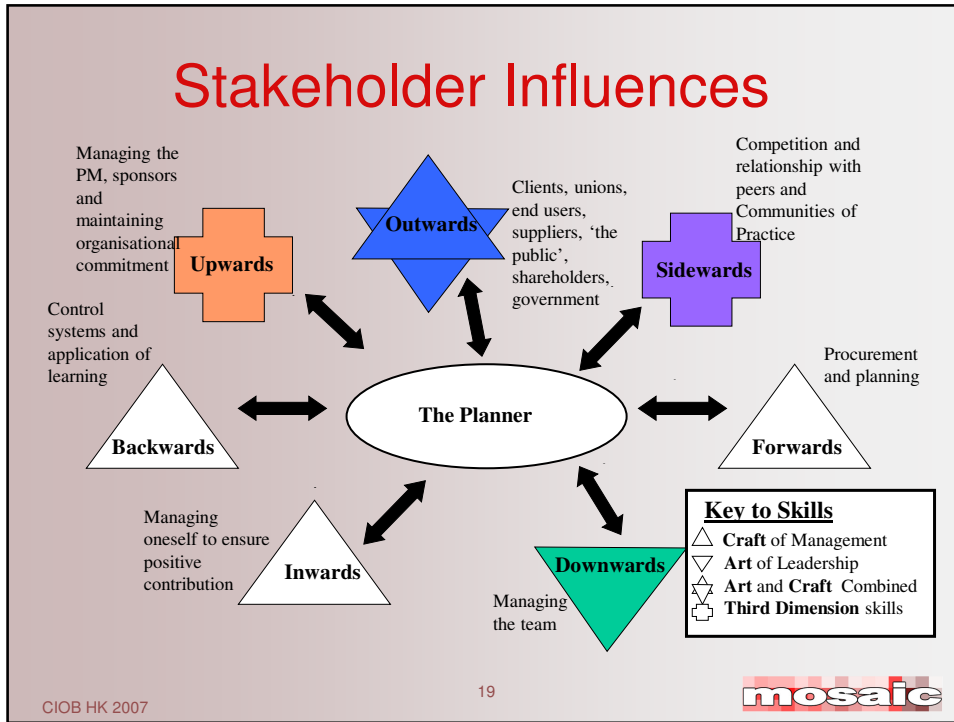 Stakeholder Influences
Managing the
PM, sponsors
and
maintaining
organisational
commitment
Upwards
Outwards
Clients, unions,
end users,
suppliers, ‘the
public’,
shareholders,
government
Competition and
relationship with
peers and
Communities of
Practice
Sidewards
Control
systems and
application of
learning
Backwards
The Planner
Procurement
and planning
Forwards
Managing
oneself to ensure
positive
contribution
Inwards
Downwards
Managing
the team
Key to Skills
Craft of Management
Art of Leadership
Art and Craft Combined
Third Dimension skills
CIOB HK 2007
19
mosaic